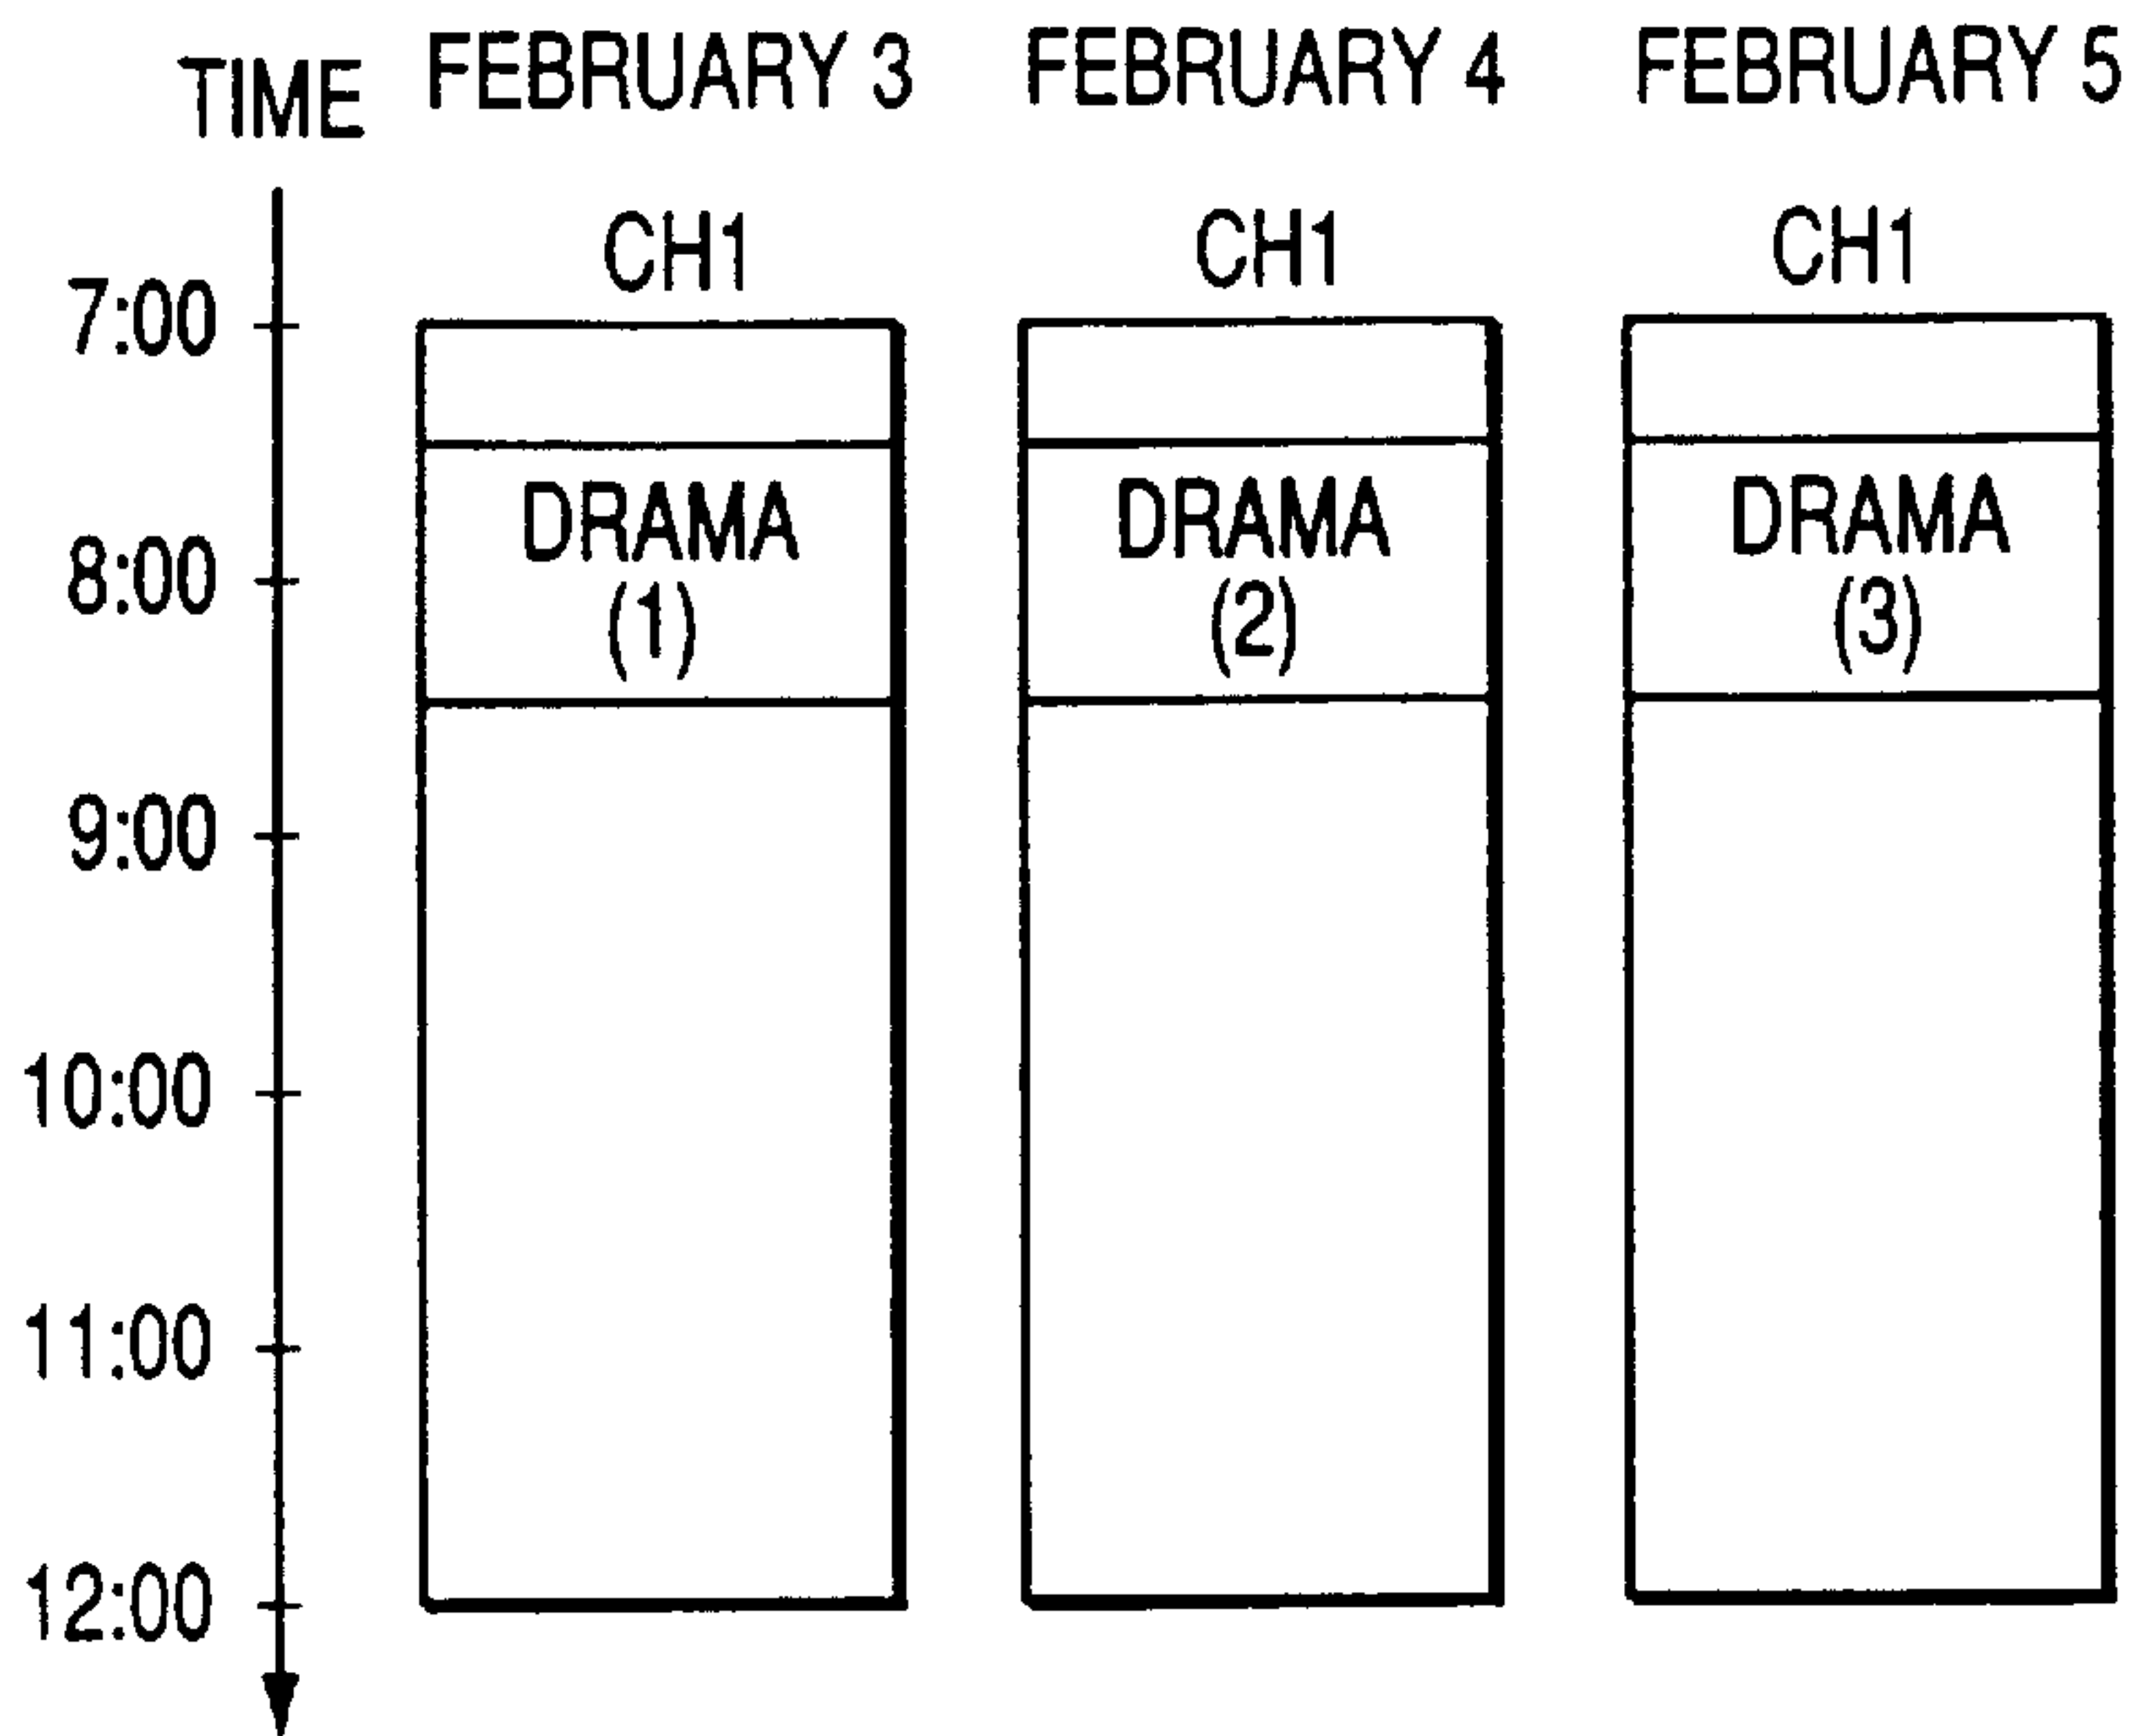 TIME FEBRUARY 3 FEBRUARY 4 FEBRUARY 5
CH1 CH1 CH1
7:00
DRAMA DRAMA DRAMA
8:00
(1) (2) (3)
9:00
10:00
11:00
12:00